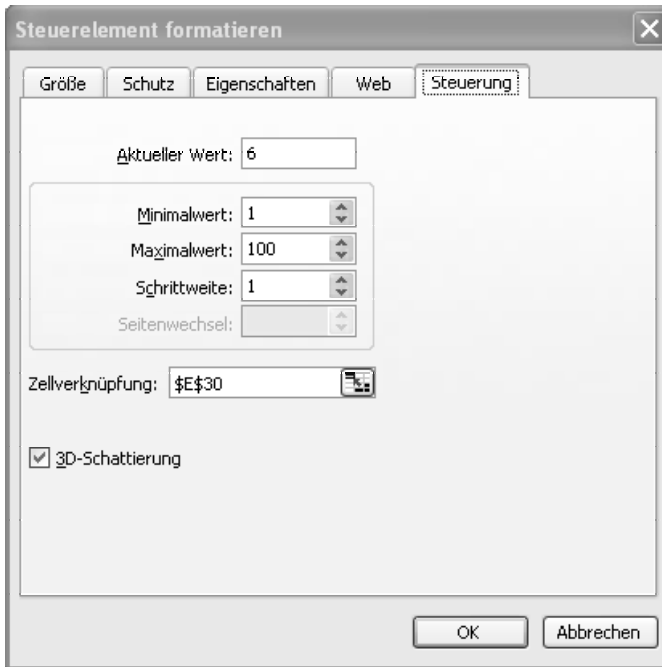 Steuerelement formatieren
Größe Schutz Eigenschaften Web Steuerung
Aktueller Wert: 6
Minimalwert: 1
Maximalwert: 100
Schrittweite: 1
Seitenwechsel:
Zellverknüpfung: $E$30
3D-Schattierung
OK Abbrechen